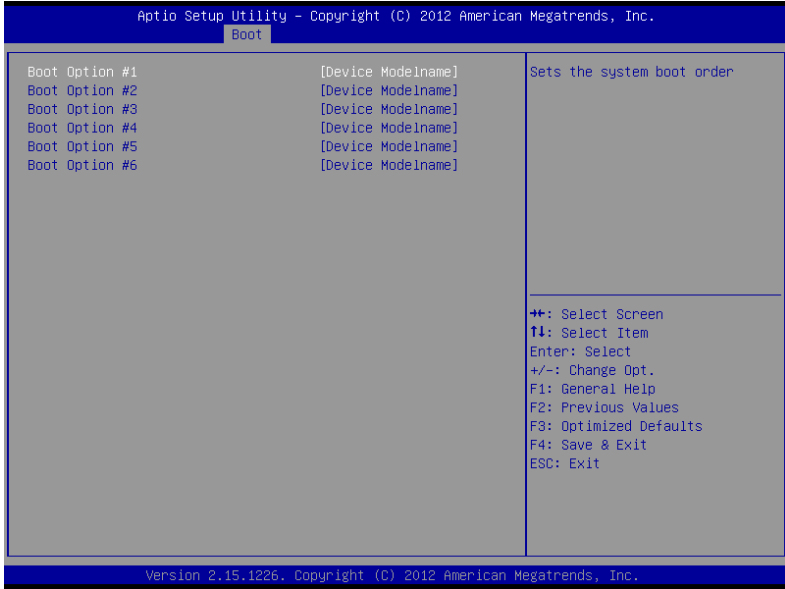 Aptio Setup Utility – Copyright (C) 2012 American Megatrends, Inc.
Boot
Boot Option #1 [Device Modelname]
Boot Option #2 [Device Modelname]
Boot Option #3 [Device Modelname]
Boot Option #4 [Device Modelname]
Boot Option #5 [Device Modelname]
Boot Option #6 [Device Modelname]
Sets the system boot order
→←: Select Screen
↑↓: Select Item
Enter: Select
+/-: Change Opt.
F1: General Help
F2: Previous Values
F3: Optimized Defaults
F4: Save & Exit
ESC: Exit
Version 2.15.1226. Copyright (C) 2012 American Megatrends, Inc.